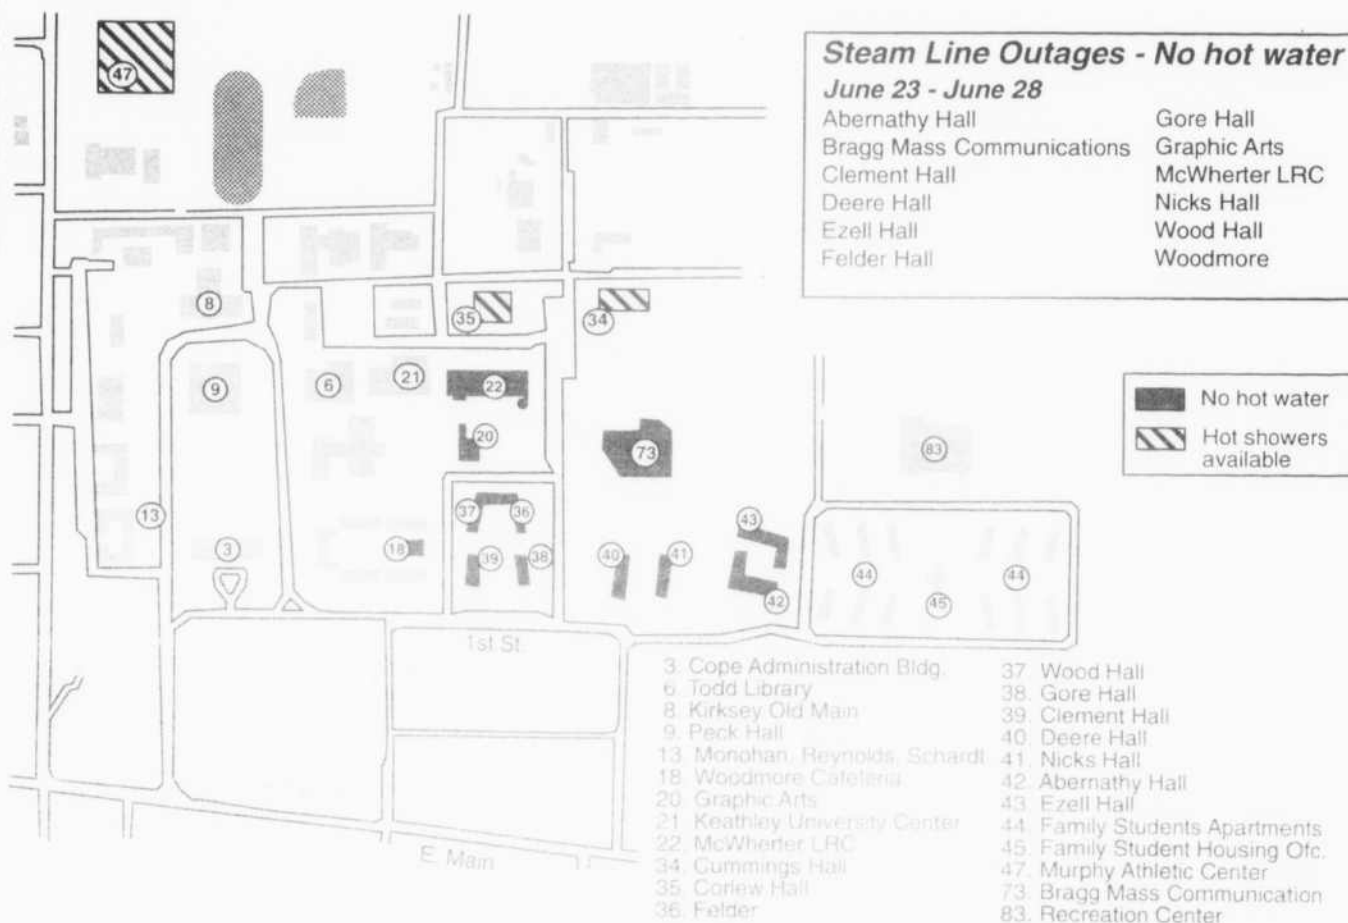 Steam Line Outages - No hot water
June 23 - June 28
Abernathy Hall
Bragg Mass Communications
Clement Hall
Deere Hall
Ezell Hall
Felder Hall
Gore Hall
Graphic Arts
McWherter LRC
Nicks Hall
Wood Hall
Woodmore
47
8
35
34
9
6
21
22
20
73
83
No hot water
Hot showers
available
13
37
36
43
3
18
39
38
40
41
44
44
42
45
1st St.
E. Main
3. Cope Administration Bldg.
6. Todd Library
8. Kirksey Old Main
9. Peck Hall
13. Monohan, Reynolds, Schardt
18. Woodmore Cafeteria
20. Graphic Arts
21. Keathley University Center
22. McWherter LRC
34. Cummings Hall
35. Corlew Hall
36. Felder
37. Wood Hall
38. Gore Hall
39. Clement Hall
40. Deere Hall
41. Nicks Hall
42. Abernathy Hall
43. Ezell Hall
44. Family Students Apartments
45. Family Student Housing Ofc.
47. Murphy Athletic Center
73. Bragg Mass Communication
83. Recreation Center